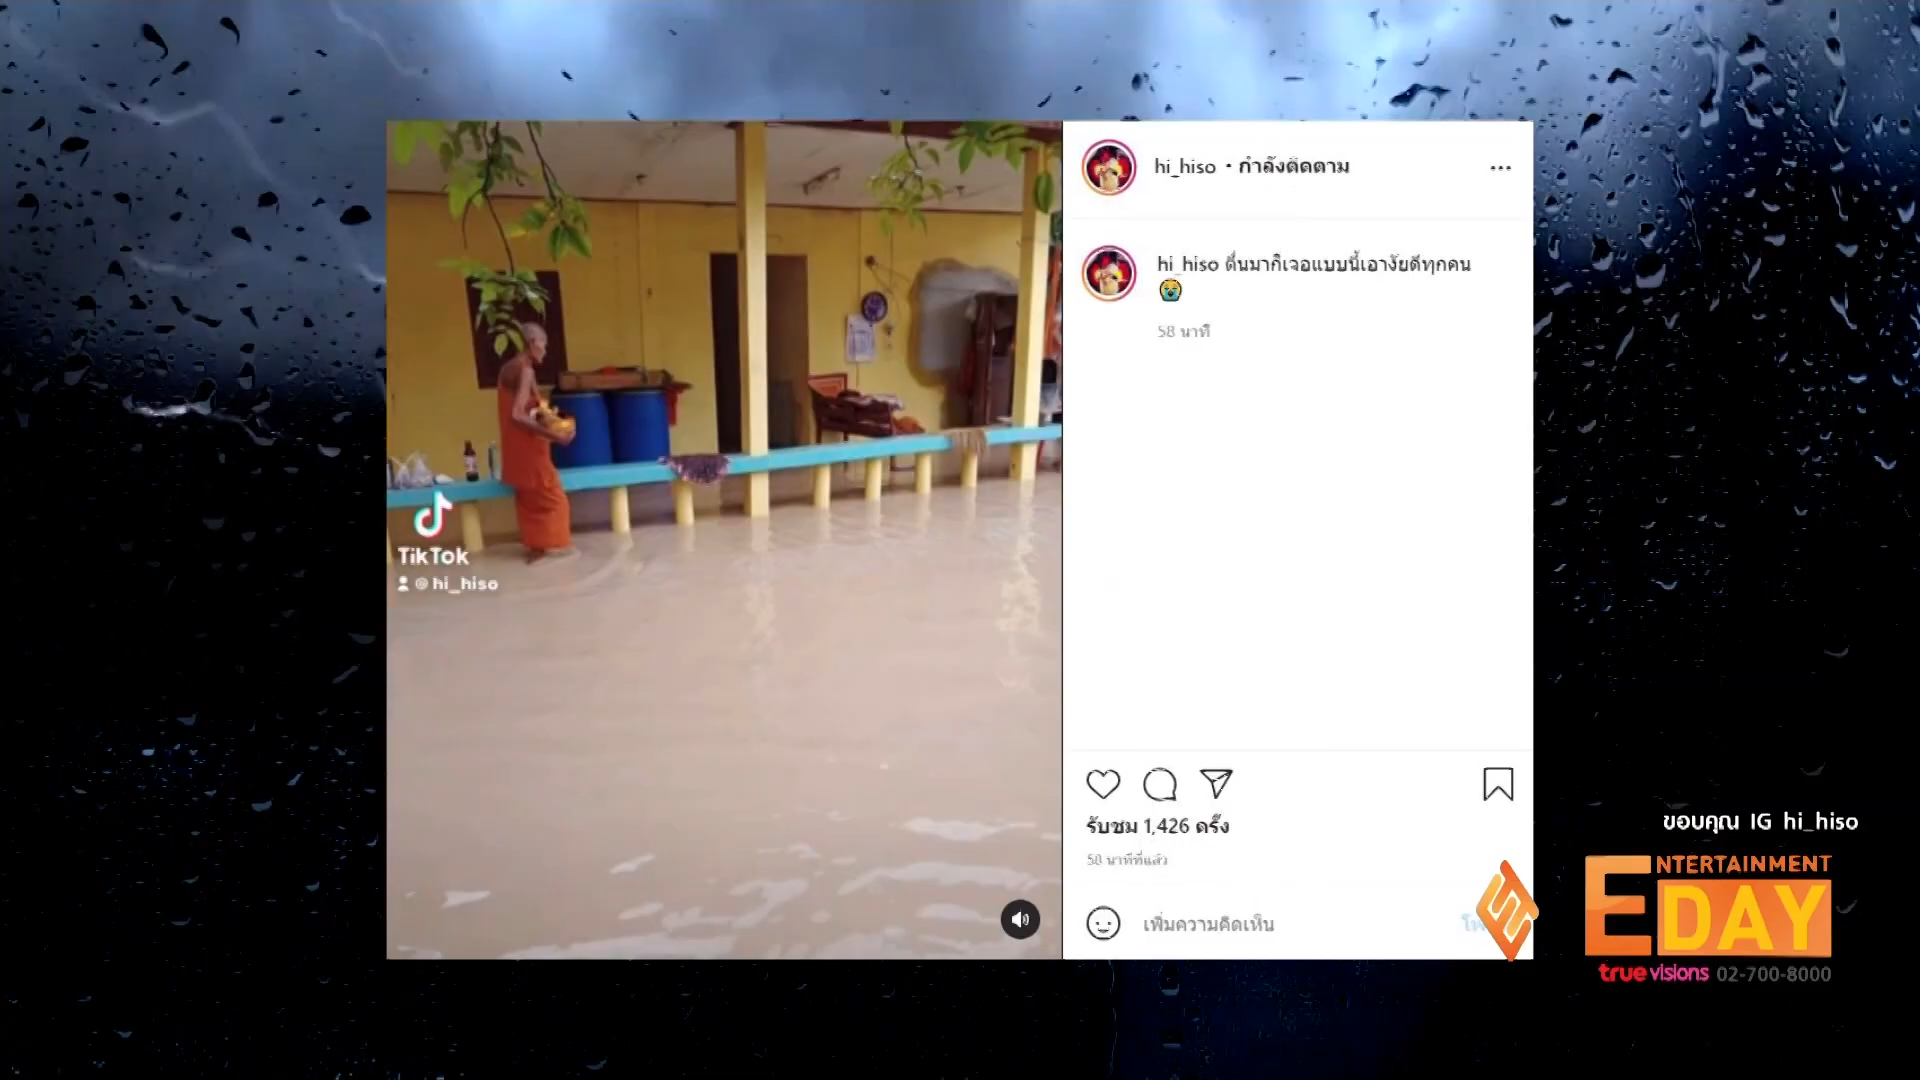 hi_hiso • กำลังติดตาม
hi_hiso ตื่นมาก็เจอแบบนี้เอางัยดีทุกคน
😭
58 นาที
TikTok
@hi_hiso
รับชม 1,426 ครั้ง
58 นาทีที่แล้ว
เพิ่มความคิดเห็น
ขอบคุณ IG hi_hiso
ENTERTAINMENT
DAY
truevisions 02-700-8000